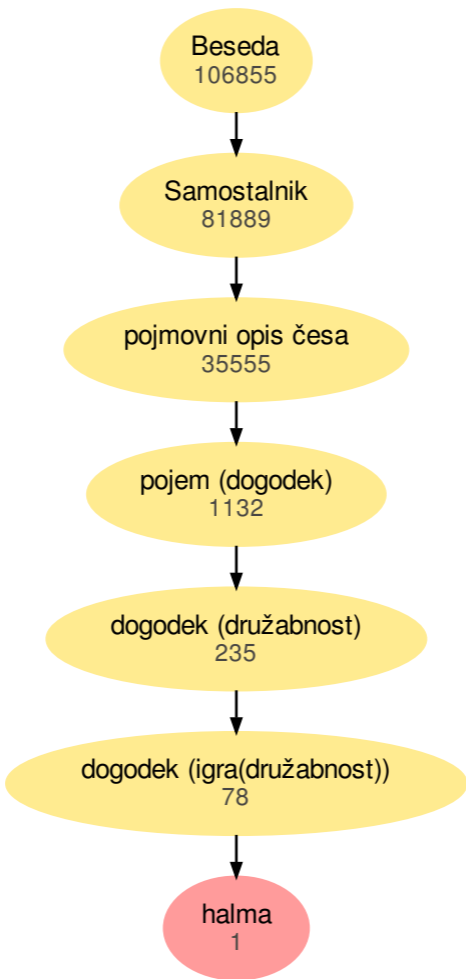 Beseda
106855
Samostalnik
81889
pojmovni opis česa
35555
pojem (dogodek)
1132
dogodek (družabnost)
235
dogodek (igra(družabnost))
78
halma
1